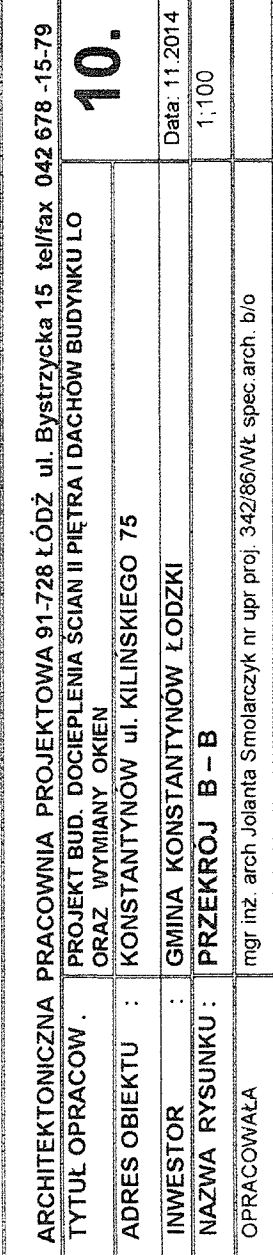 ARCHITEKTONICZNA PRACOWNIA PROJEKTOWA 91-728 ŁÓDŹ ul. Bystrzycka 15 tel/fax 042 678 -15-79
TYTUŁ OPRACOW . PROJEKT BUD. DOCIEPLENIA ŚCIAN II PIĘTRA I DACHÓW BUDYNKU LO
ORAZ WYMIANY OKIEN
10.
ADRES OBIEKTU : KONSTANTYNÓW ul. KILIŃSKIEGO 75
INWESTOR : GMINA KONSTANTYNÓW ŁODZKI Data: 11.2014
NAZWA RYSUNKU : PRZEKRÓJ B – B 1;100
OPRACOWAŁA mgr inż. arch Jolanta Smolarczyk nr upr proj. 342/86/WŁ spec.arch. b/o